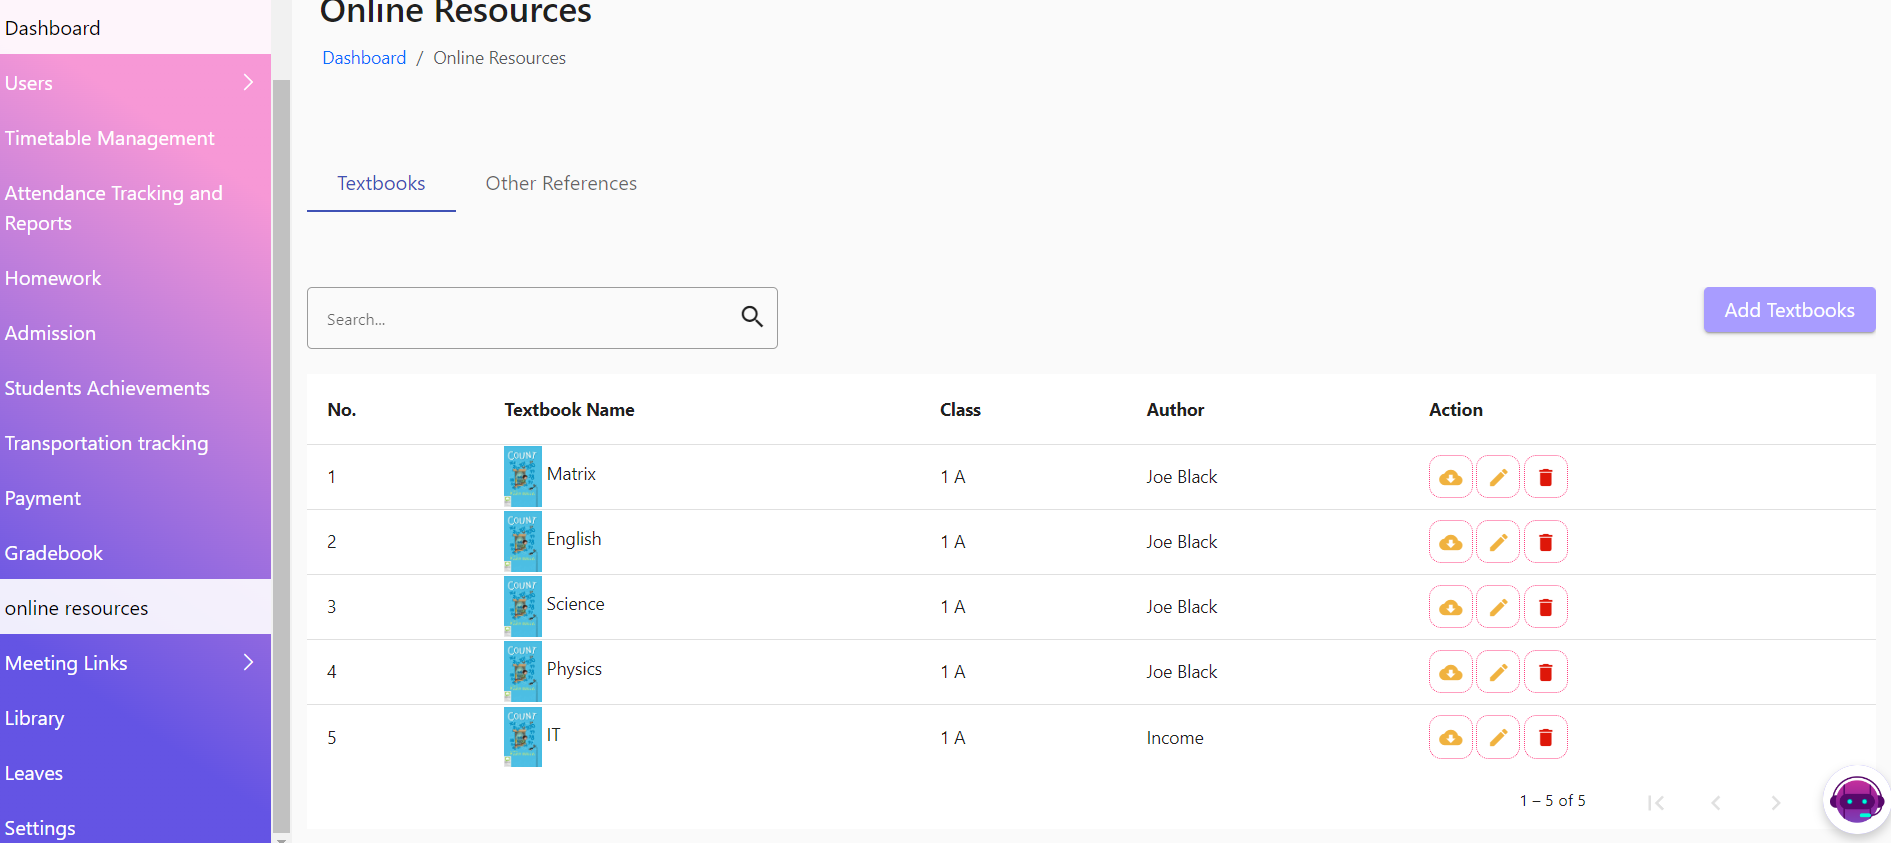 Dashboard
Users
Timetable Management
Attendance Tracking and
Reports
Homework
Admission
Students Achievements
Transportation tracking
Payment
Gradebook
online resources
Meeting Links
Library
Leaves
Settings
Online Resources
Dashboard / Online Resources
Textbooks Other References
Search...
Add Textbooks
No. Textbook Name Class Author Action
1 COUNT Matrix 1 A Joe Black
2 COUNT English 1 A Joe Black
3 COUNT Science 1 A Joe Black
4 COUNT Physics 1 A Joe Black
5 COUNT IT 1 A Income
1 – 5 of 5